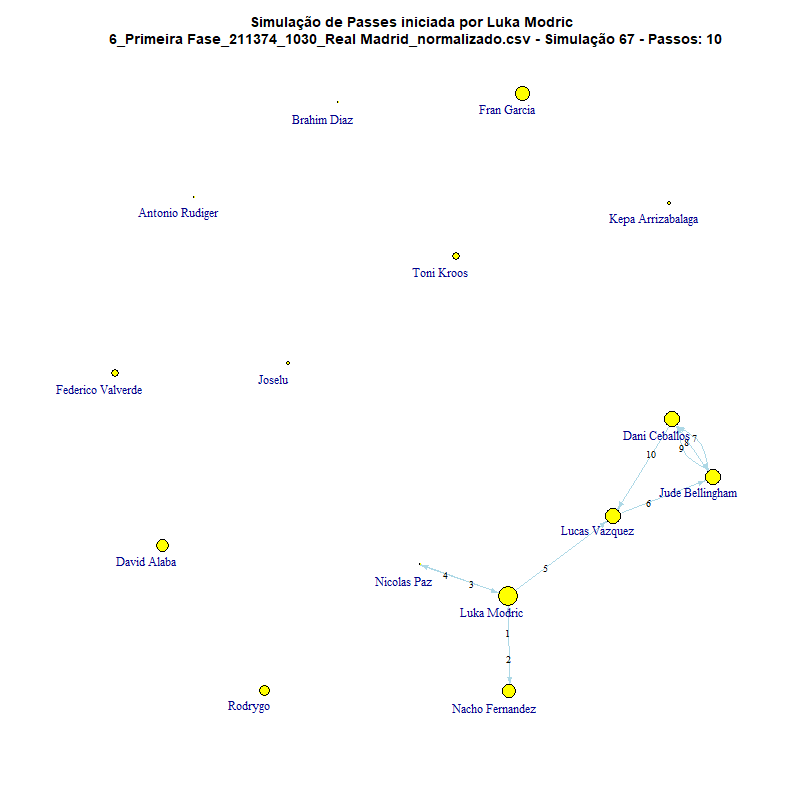 Simulação de Passes iniciada por Luka Modric
6_Primeira Fase_211374_1030_Real Madrid_normalizado.csv - Simulação 67 - Passos: 10
Fran Garcia
Brahim Diaz
Antonio Rudiger
Kepa Arrizabalaga
Toni Kroos
Joselu
Federico Valverde
Dani Ceballos
7
8
9
10
Jude Bellingham
6
Lucas Vazquez
David Alaba
5
Nicolas Paz
4
3
Luka Modric
1
2
Rodrygo
Nacho Fernandez